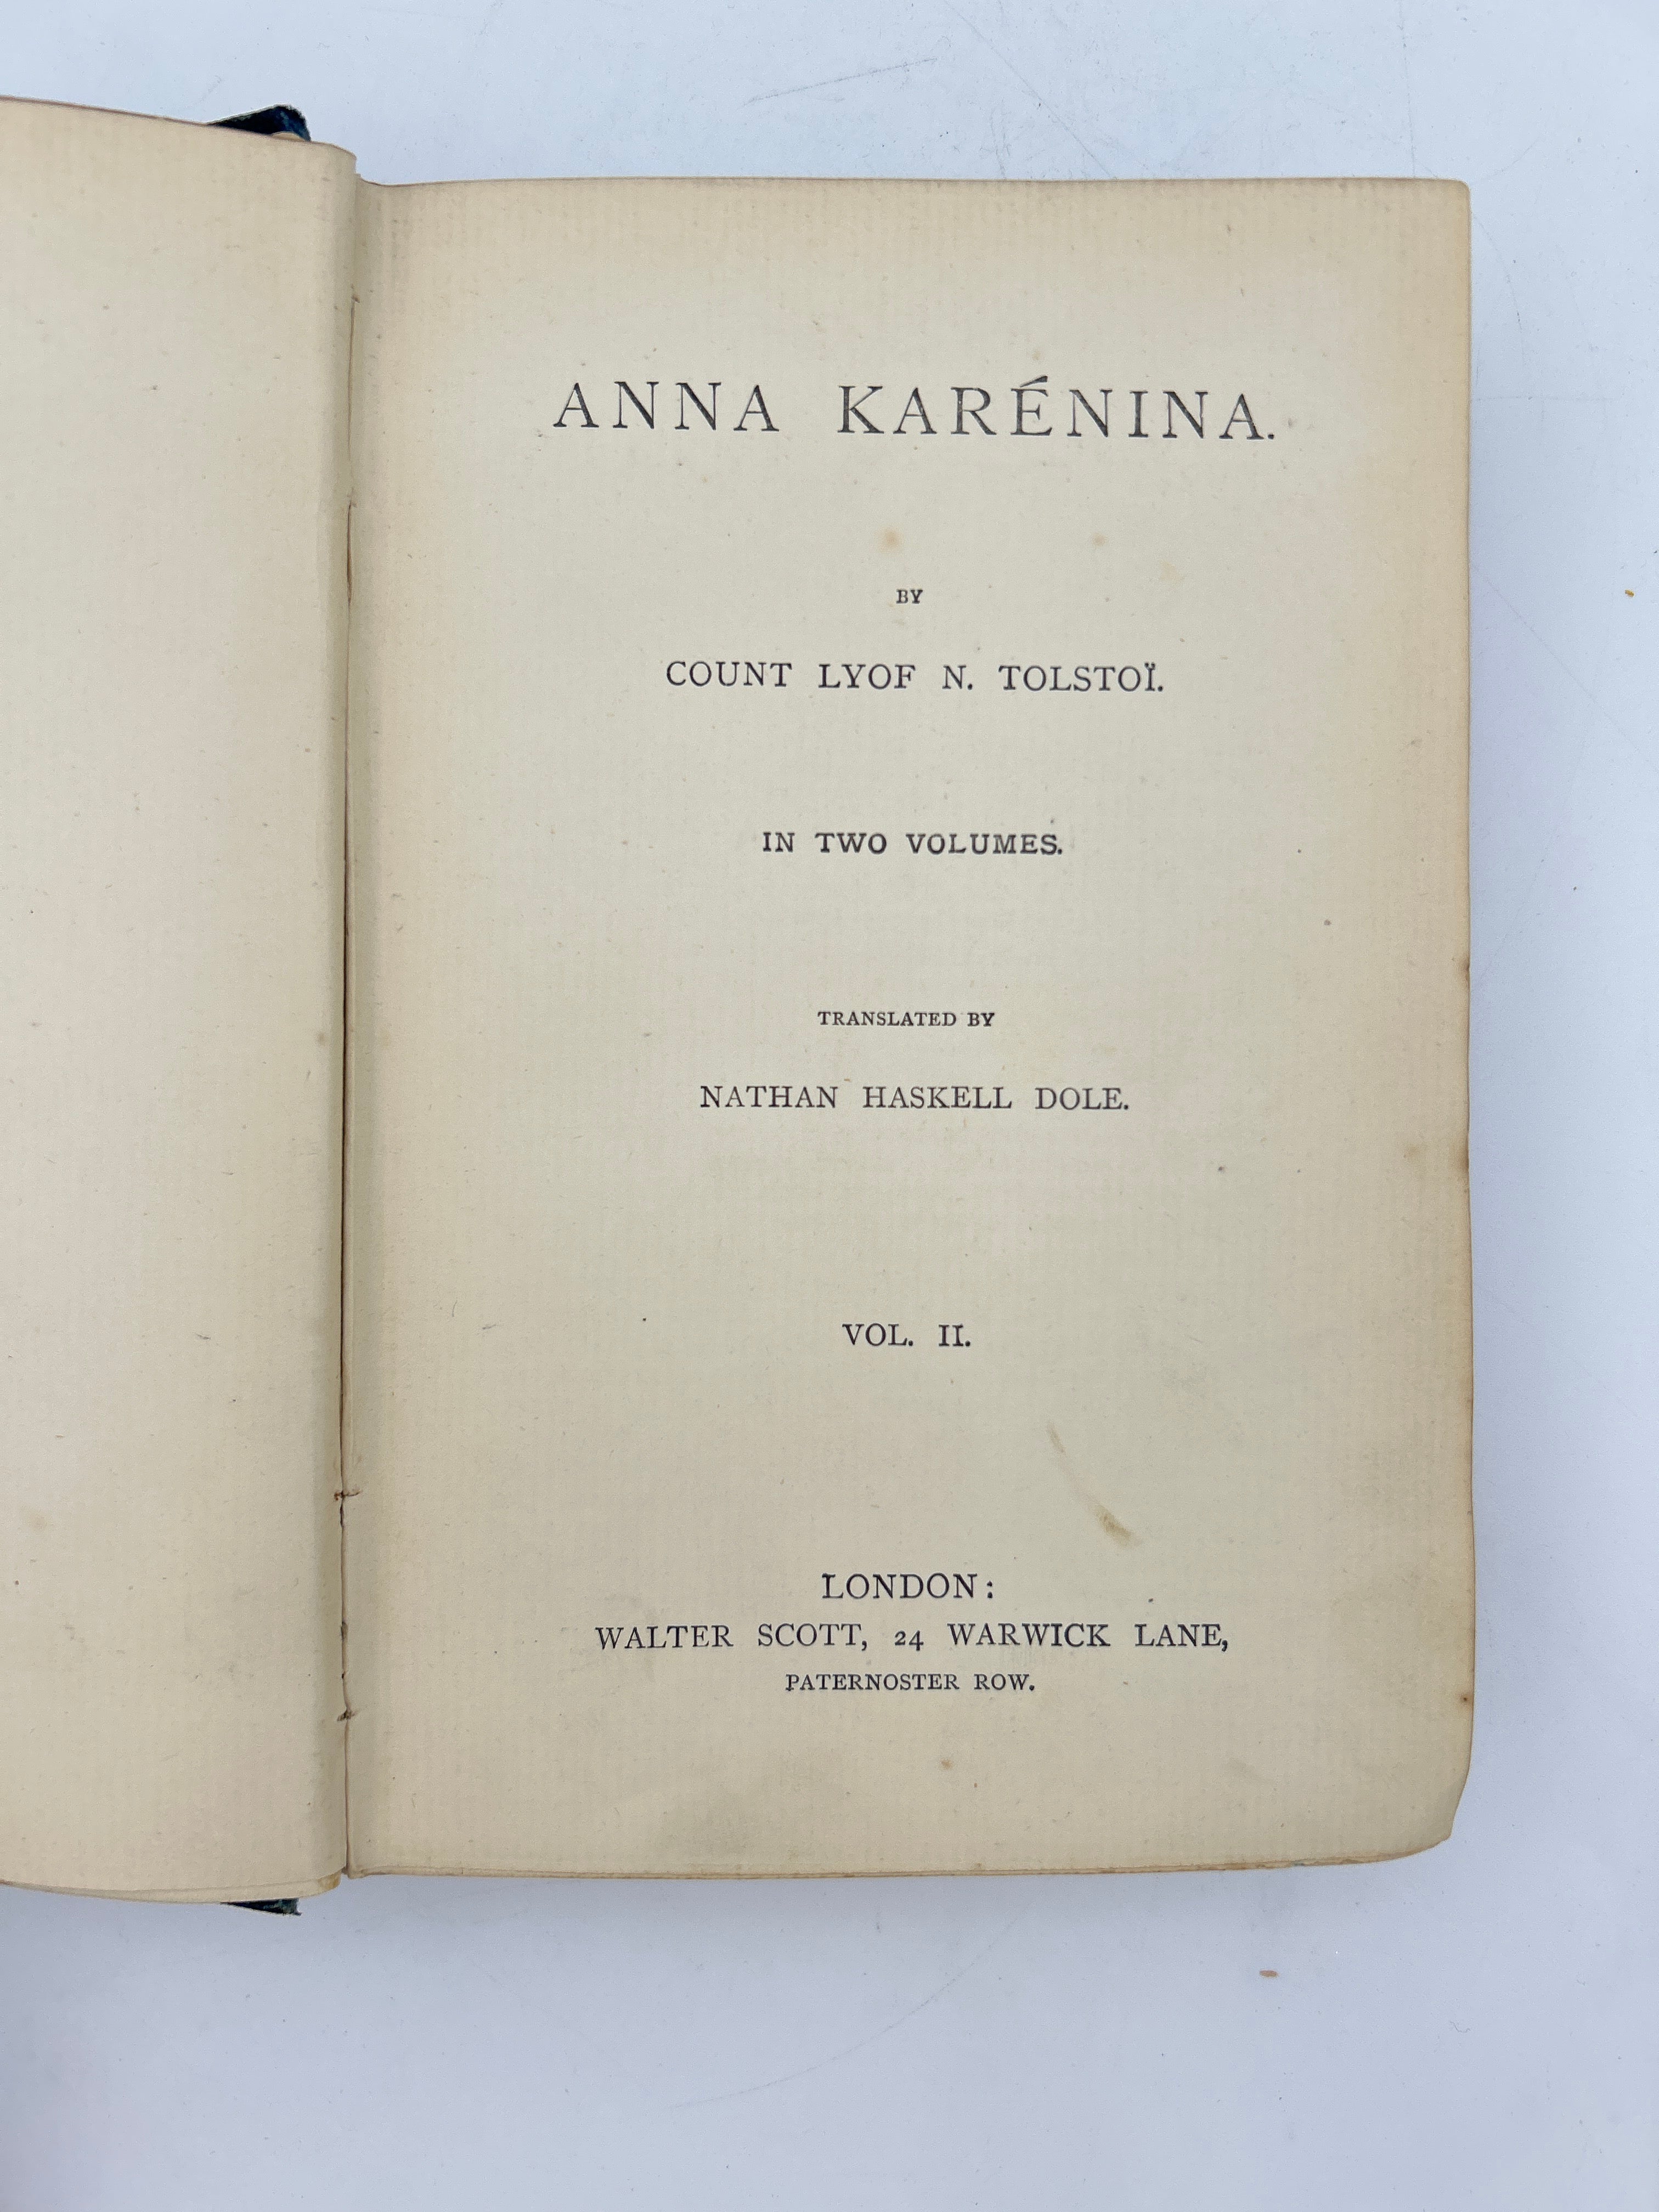 ANNA KARÉNINA.
BY
COUNT LYOF N. TOLSTOÏ.
IN TWO VOLUMES.
TRANSLATED BY
NATHAN HASKELL DOLE.
VOL. II.
LONDON:
WALTER SCOTT, 24 WARWICK LANE,
PATERNOSTER ROW.